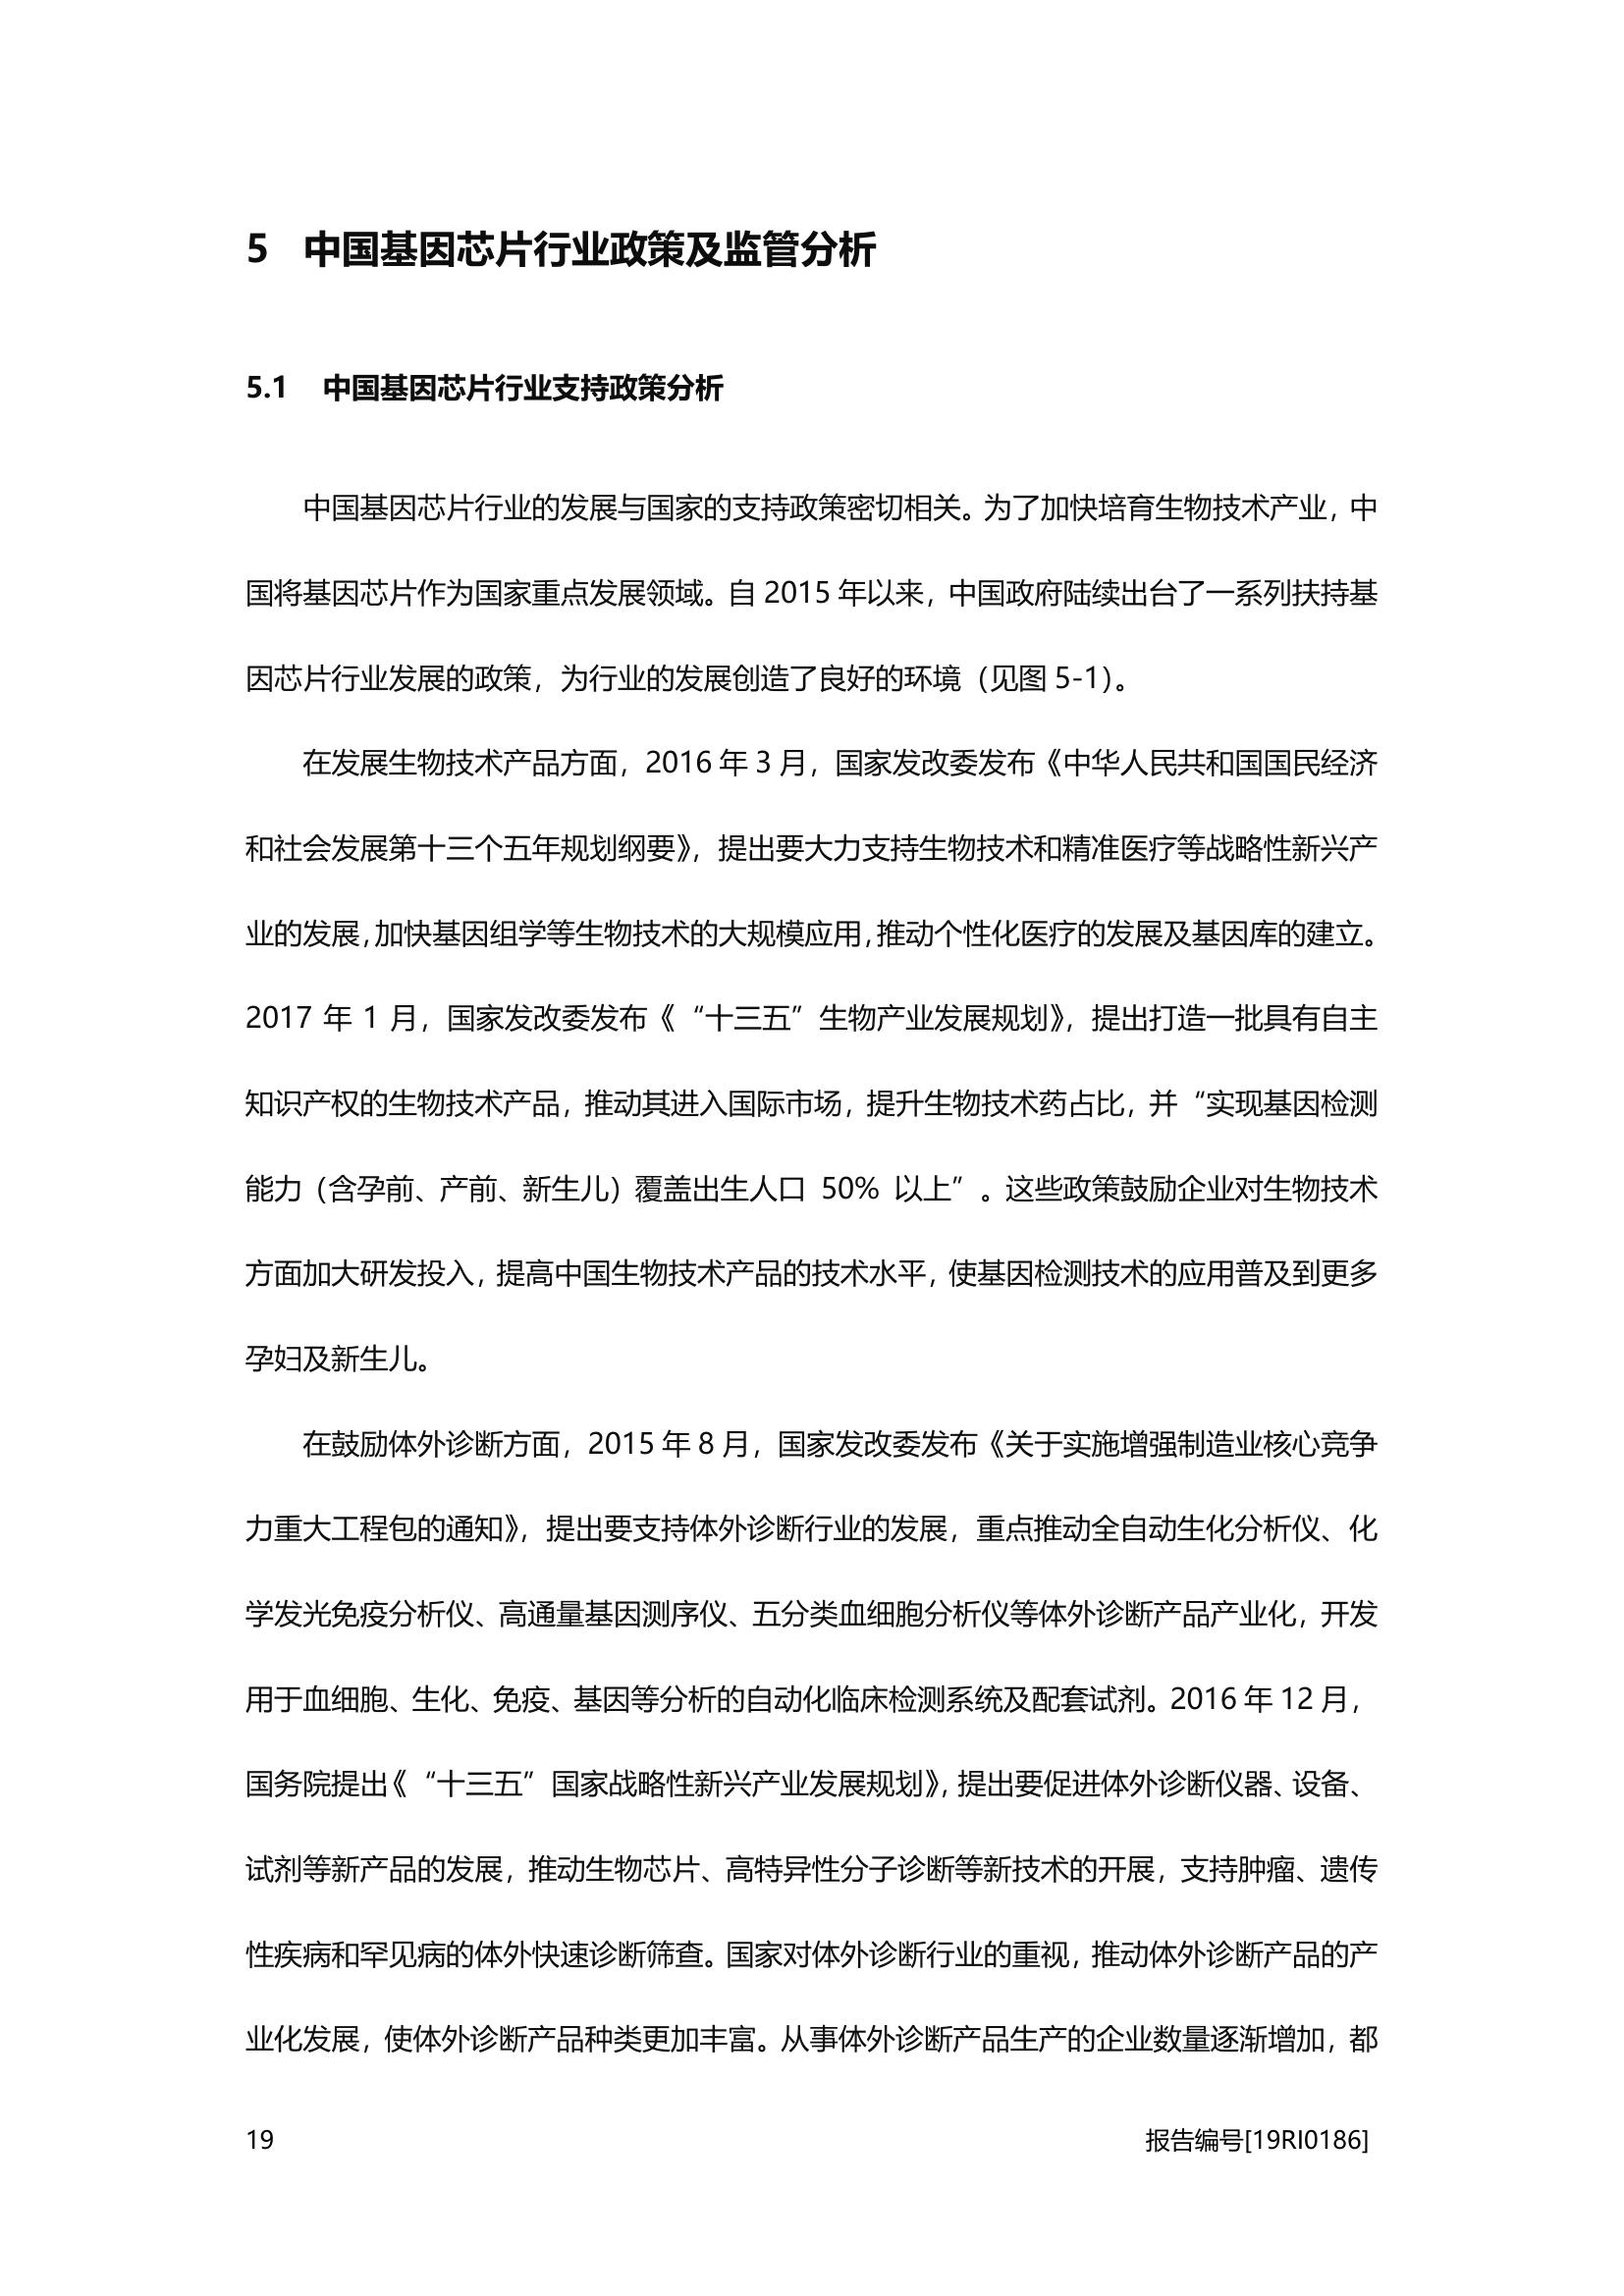 5 中国基因芯片行业政策及监管分析
5.1 中国基因芯片行业支持政策分析
中国基因芯片行业的发展与国家的支持政策密切相关。为了加快培育生物技术产业，中
国将基因芯片作为国家重点发展领域。自 2015 年以来，中国政府陆续出台了一系列扶持基
因芯片行业发展的政策，为行业的发展创造了良好的环境（见图 5-1）。
在发展生物技术产品方面，2016 年 3 月，国家发改委发布《中华人民共和国国民经济
和社会发展第十三个五年规划纲要》，提出要大力支持生物技术和精准医疗等战略性新兴产
业的发展，加快基因组学等生物技术的大规模应用，推动个性化医疗的发展及基因库的建立。
2017 年 1 月，国家发改委发布《“十三五”生物产业发展规划》，提出打造一批具有自主
知识产权的生物技术产品，推动其进入国际市场，提升生物技术药占比，并“实现基因检测
能力（含孕前、产前、新生儿）覆盖出生人口 50% 以上”。这些政策鼓励企业对生物技术
方面加大研发投入，提高中国生物技术产品的技术水平，使基因检测技术的应用普及到更多
孕妇及新生儿。
在鼓励体外诊断方面，2015 年 8 月，国家发改委发布《关于实施增强制造业核心竞争
力重大工程包的通知》，提出要支持体外诊断行业的发展，重点推动全自动生化分析仪、化
学发光免疫分析仪、高通量基因测序仪、五分类血细胞分析仪等体外诊断产品产业化，开发
用于血细胞、生化、免疫、基因等分析的自动化临床检测系统及配套试剂。2016 年 12 月，
国务院提出《“十三五”国家战略性新兴产业发展规划》，提出要促进体外诊断仪器、设备、
试剂等新产品的发展，推动生物芯片、高特异性分子诊断等新技术的开展，支持肿瘤、遗传
性疾病和罕见病的体外快速诊断筛查。国家对体外诊断行业的重视，推动体外诊断产品的产
业化发展，使体外诊断产品种类更加丰富。从事体外诊断产品生产的企业数量逐渐增加，都
19 报告编号[19RI0186]